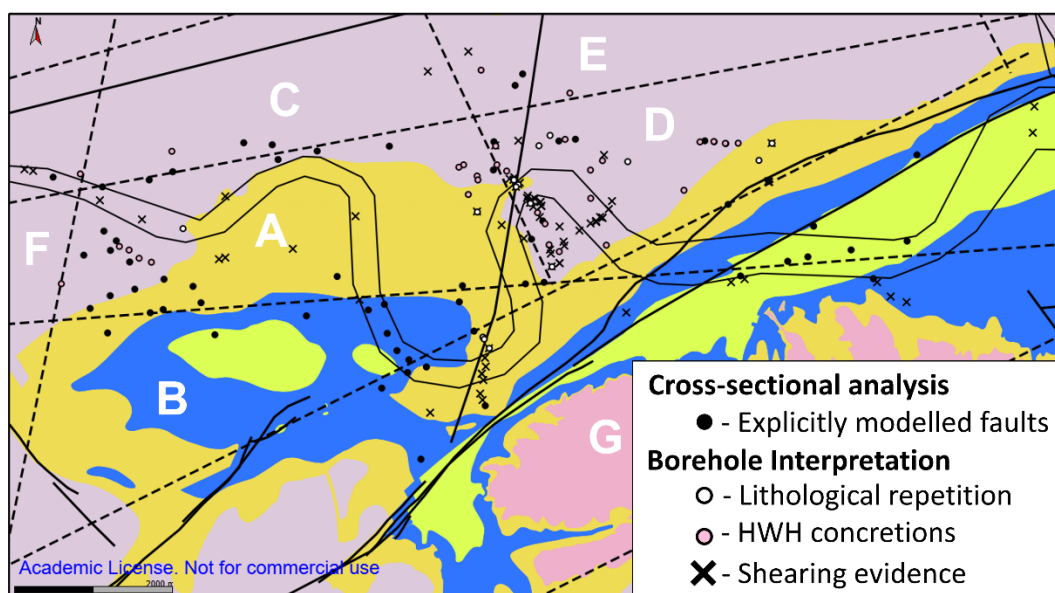 N
E
C
D
A
F
B
G
Cross-sectional analysis
- Explicitly modelled faults
Borehole Interpretation
- Lithological repetition
- HWH concretions
- Shearing evidence
Academic License. Not for commercial use
2000 m